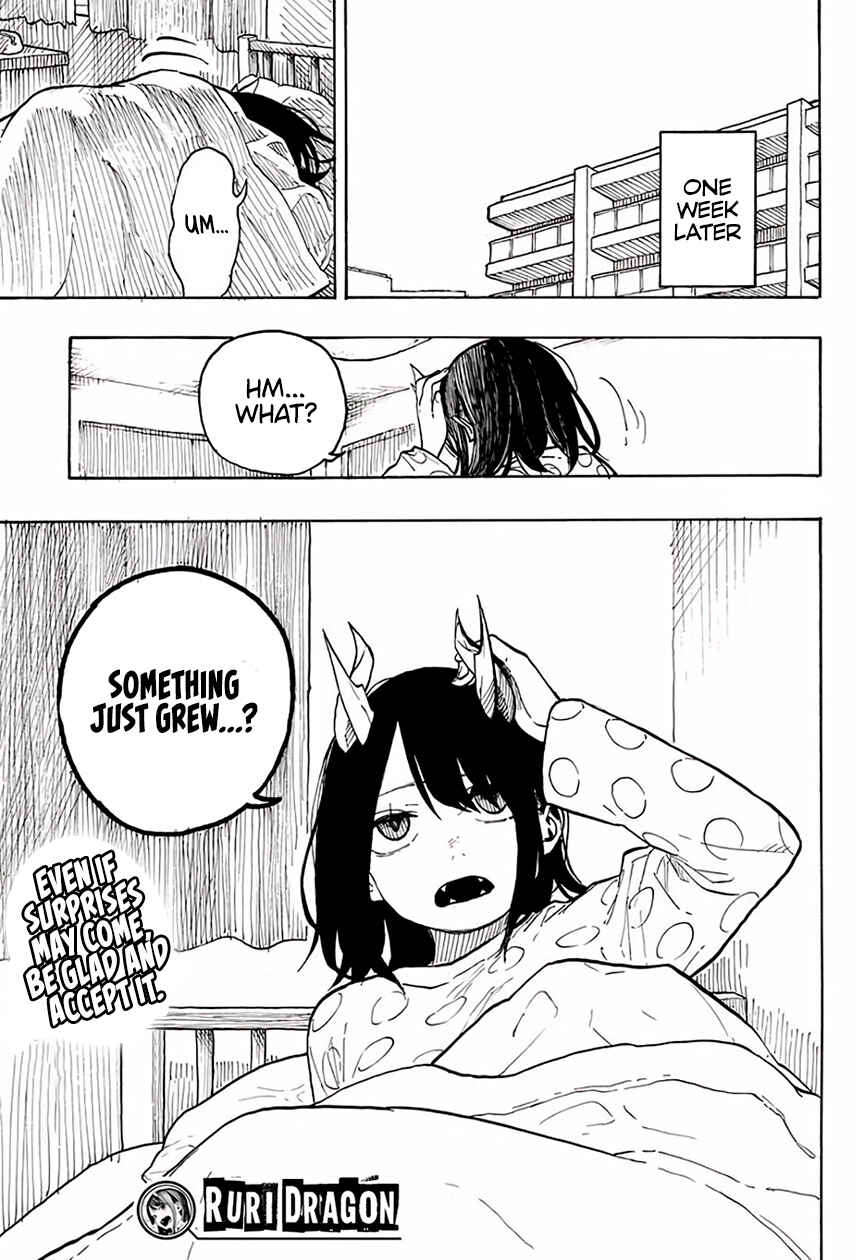 ONE
WEEK
LATER
UM...
HM...
WHAT?
SOMETHING
JUST GREW...?
EVEN IF
SURPRISES
MAY COME,
BE GLAD AND
ACCEPT IT.
RURI DRAGON